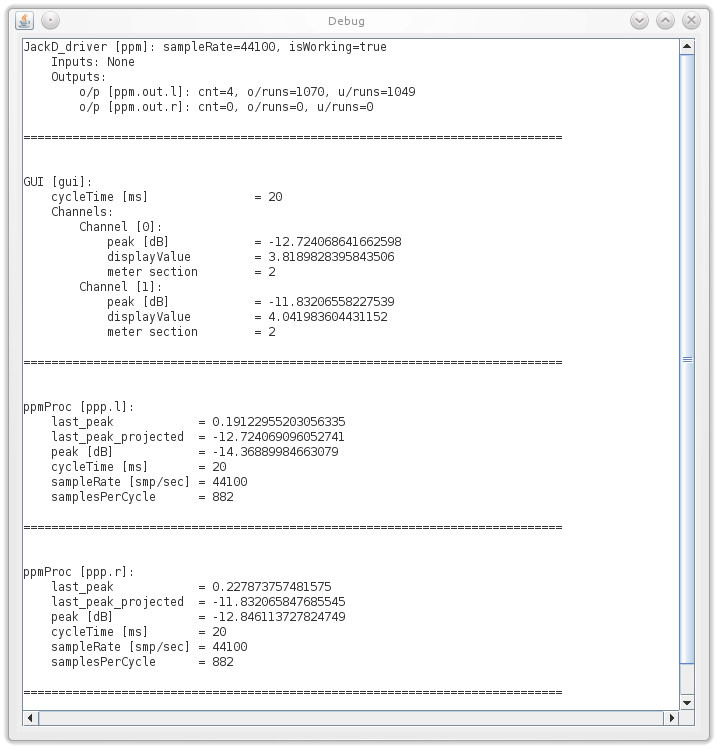 Debug
JackD_driver [ppm]: sampleRate=44100, isWorking=true
Inputs: None
Outputs:
o/p [ppm.out.l]: cnt=4, o/runs=1070, u/runs=1049
o/p [ppm.out.r]: cnt=0, o/runs=0, u/runs=0
=============================================================================
GUI [gui]:
cycleTime [ms] = 20
Channels:
Channel [0]:
peak [dB] = -12.724068641662598
displayValue = 3.8189828395843506
meter section = 2
Channel [1]:
peak [dB] = -11.83206558227539
displayValue = 4.041983604431152
meter section = 2
=============================================================================
ppmProc [ppp.l]:
last_peak = 0.19122955203056335
last_peak_projected = -12.724069096052741
peak [dB] = -14.36889984663079
cycleTime [ms] = 20
sampleRate [smp/sec] = 44100
samplesPerCycle = 882
=============================================================================
ppmProc [ppp.r]:
last_peak = 0.227873757481575
last_peak_projected = -11.832065847685545
peak [dB] = -12.846113727824749
cycleTime [ms] = 20
sampleRate [smp/sec] = 44100
samplesPerCycle = 882
=============================================================================